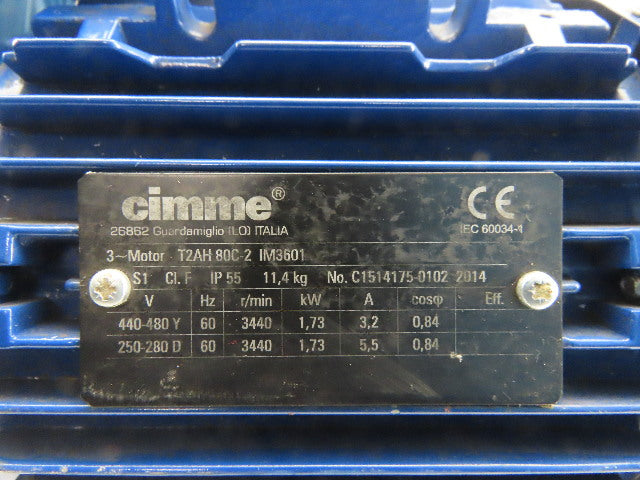 cimme®
26862 Guardamiglio (LO) ITALIA
CE
IEC 60034-1
3~Motor · T2AH 80C-2 IM3601
S1 Cl. F IP 55 11,4 kg No. C1514175-0102 2014
V Hz r/min kW A cosφ Eff.
440-480 Y 60 3440 1,73 3,2 0,84
250-280 D 60 3440 1,73 5,5 0,84